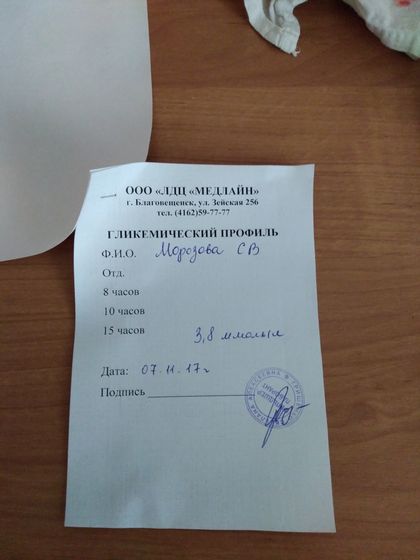 ООО «ЛДЦ «МЕДЛАЙН»
г. Благовещенск, ул. Зейская 256
тел. (4162)59-77-77
ГЛИКЕМИЧЕСКИЙ ПРОФИЛЬ
Ф.И.О. Морозова СВ
Отд.
8 часов
10 часов
15 часов 3,8 ммоль/л
Дата: 07.11.17г
Подпись